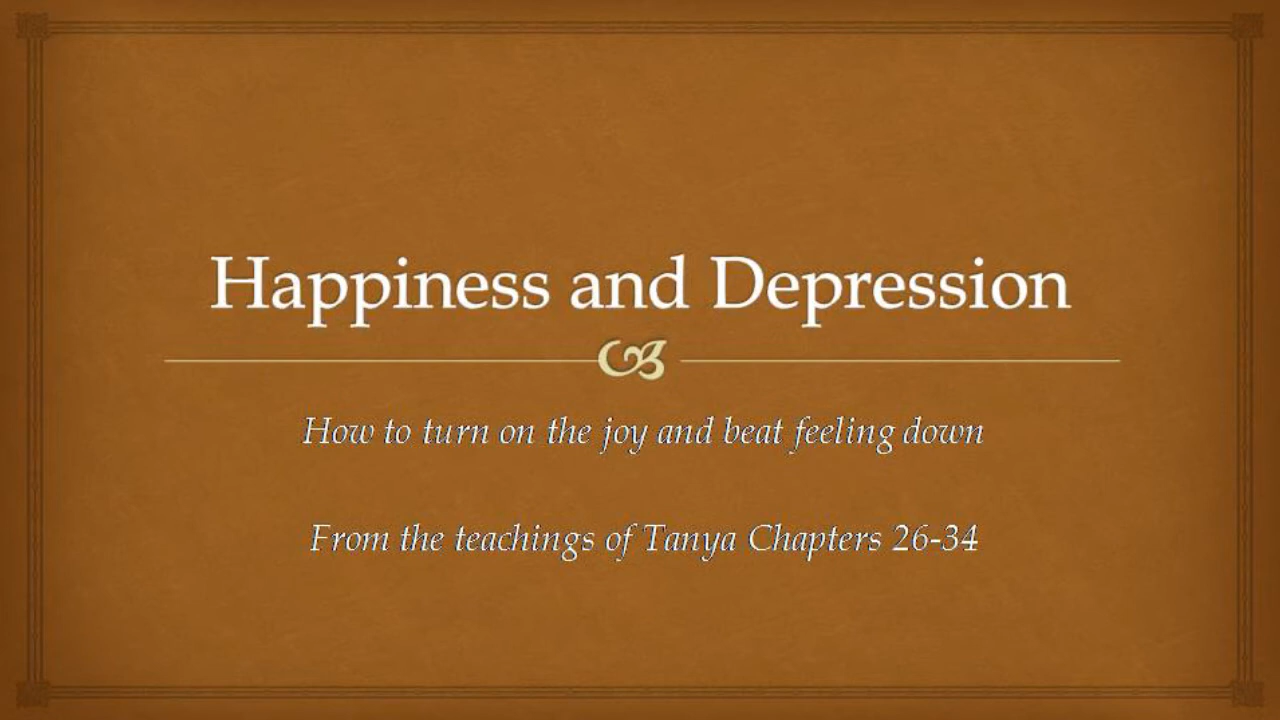 Happiness and Depression
How to turn on the joy and beat feeling down
From the teachings of Tanya Chapters 26-34